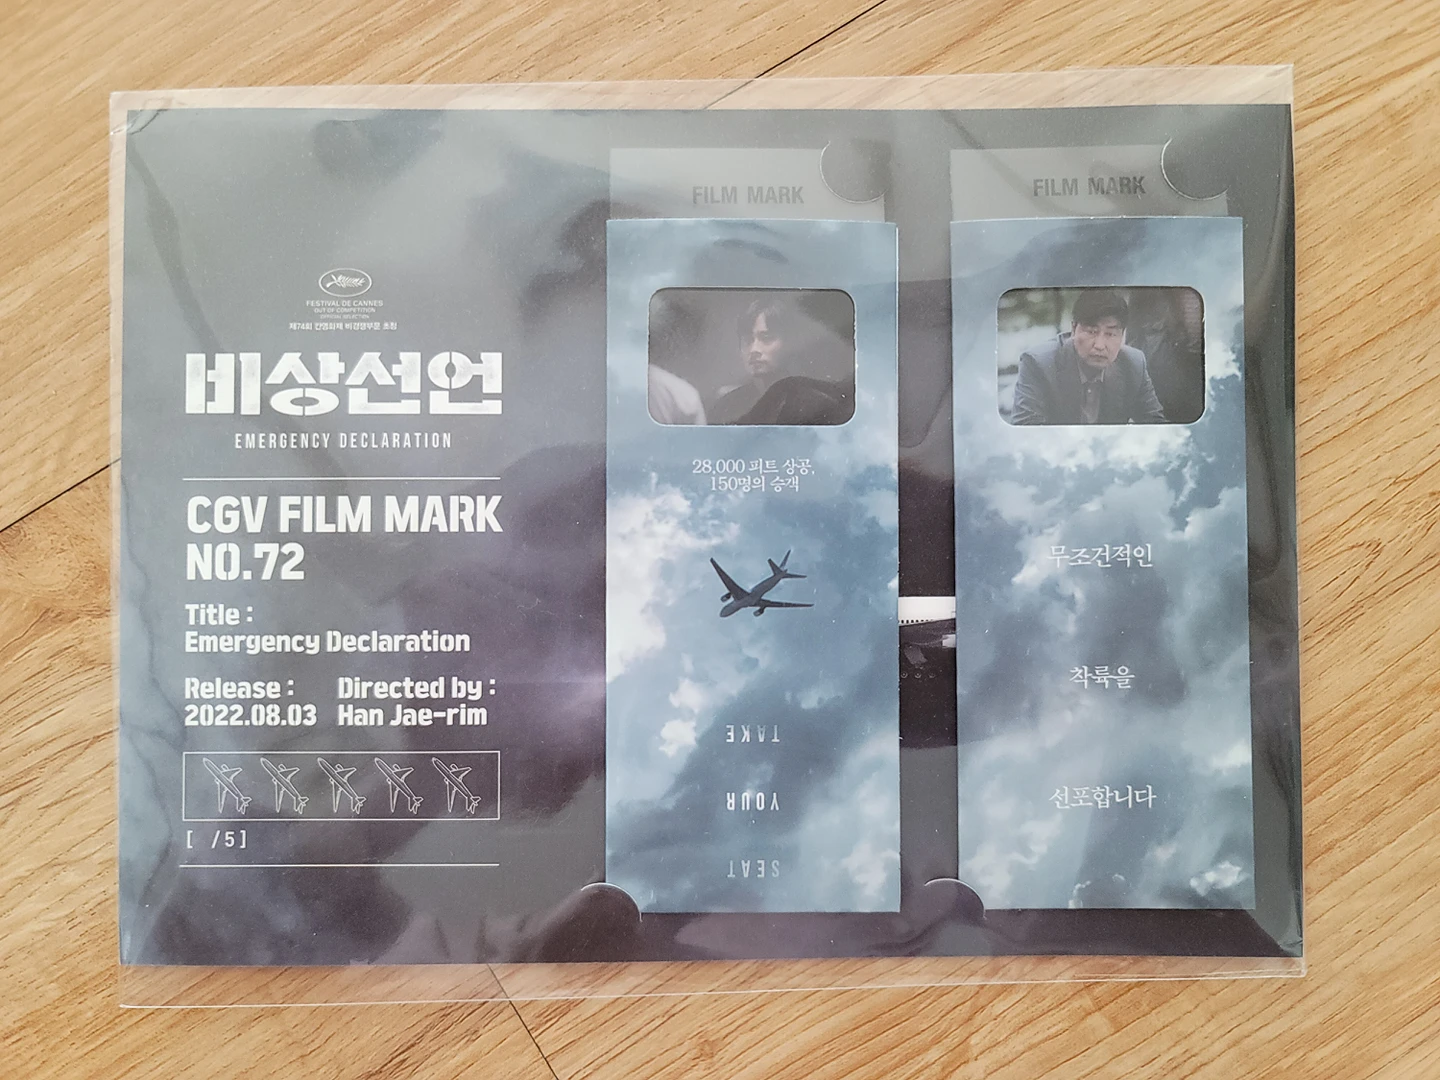 FESTIVAL DE CANNES
OUT OF COMPETITION
OFFICIAL SELECTION
제74회 칸영화제 비경쟁부문 초청
비상선언
EMERGENCY DECLARATION
CGV FILM MARK
NO.72
Title :
Emergency Declaration
Release :
2022.08.03
Directed by :
Han Jae-rim
[ /5]
FILM MARK
28,000 피트 상공,
150명의 승객
TAKE
YOUR
SEAT
FILM MARK
무조건적인
착륙을
선포합니다